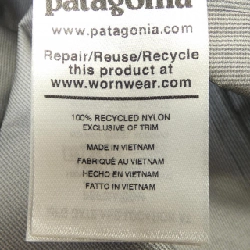 patagonia
www.patagonia.com
Repair/Reuse/Recycle
this product at
www.wornwear.com
100% RECYCLED NYLON
EXCLUSIVE OF TRIM
MADE IN VIETNAM
FABRIQUÉ AU VIETNAM
HECHO EN VIETNAM
FATTO IN VIETNAM